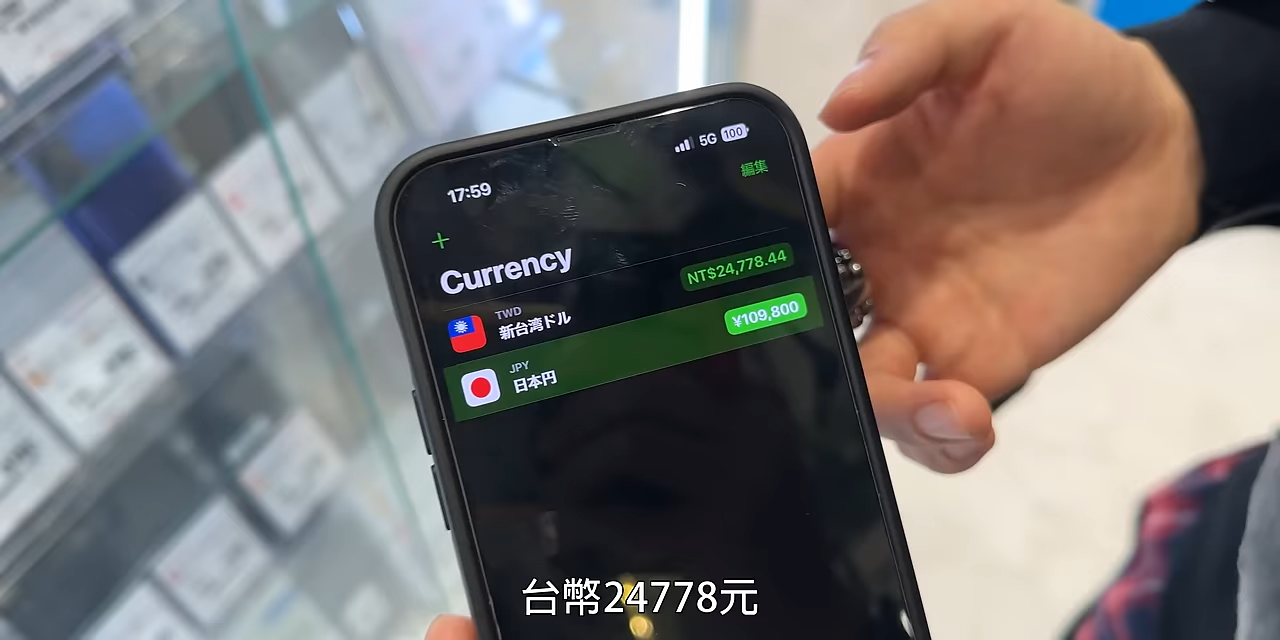 17:59 5G 100
編集
+
Currency
TWD
新台湾ドル
NT$24,778.44
JPY
日本円
¥109,800
台幣24778元